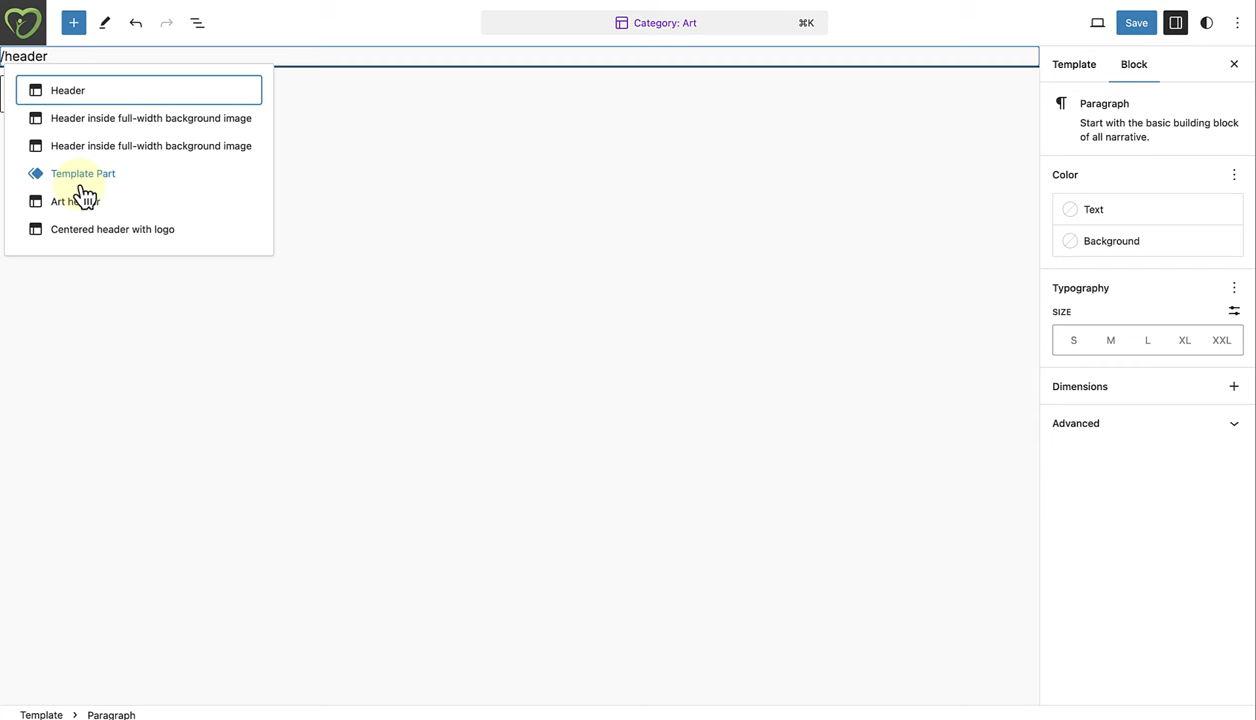 Category: Art
⌘K
Save
/header
Header
Header inside full-width background image
Header inside full-width background image
Template Part
Art header
Centered header with logo
Template
Block
Paragraph
Start with the basic building block
of all narrative.
Color
Text
Background
Typography
SIZE
S M L XL XXL
Dimensions
Advanced
Template > Paragraph